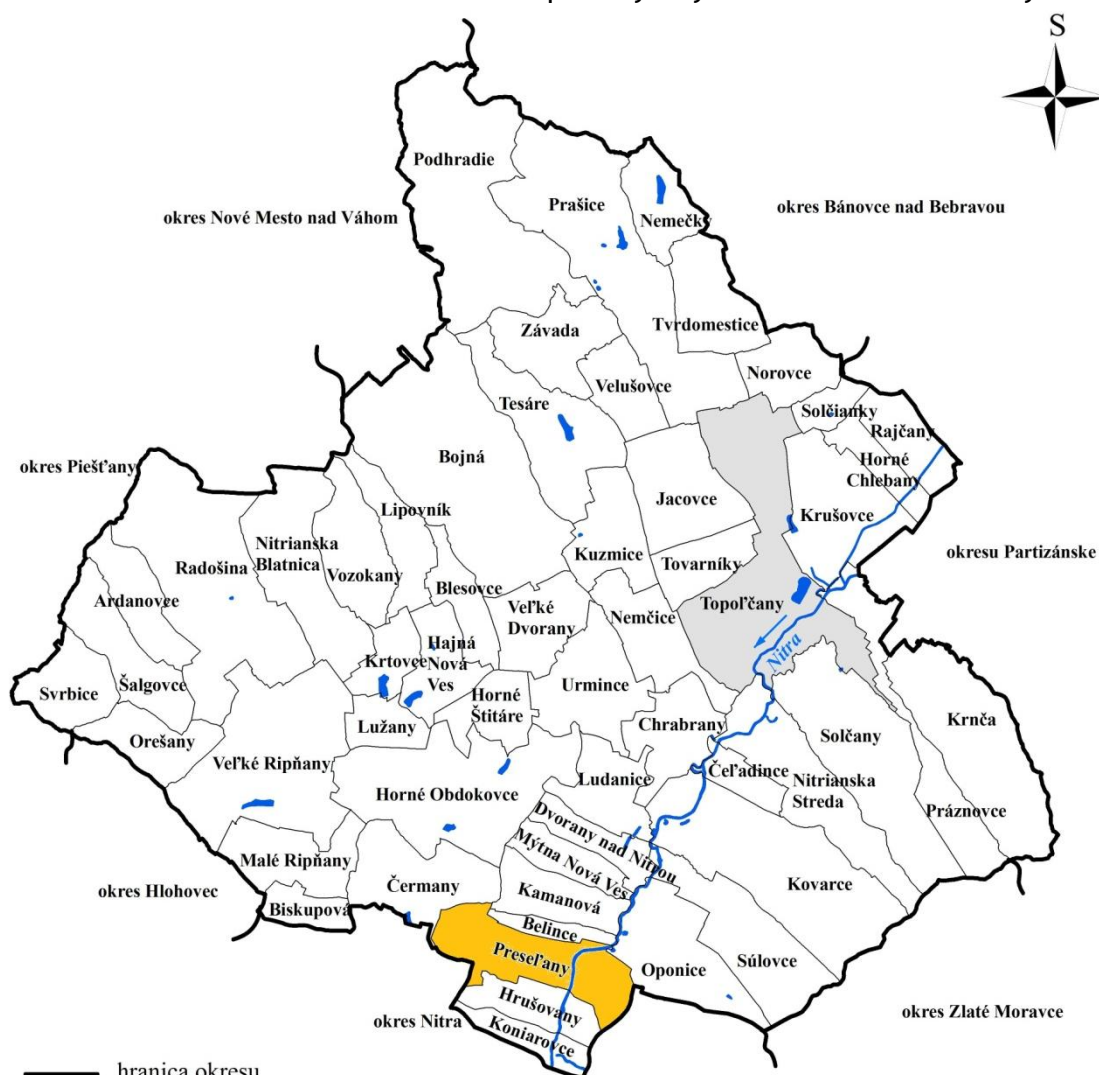 S
Podhradie
okres Nové Mesto nad Váhom
Prašice
Nemečky
okres Bánovce nad Bebravou
Závada
Tvrdomestice
Velušovce
Norovce
Tesáre
Solčianky
Rajčany
Horné
Chlebany
okres Piešťany
Bojná
Jacovce
Krušovce
Lipovník
Nitrianska
Blatnica
Radošina
Vozokany
Kuzmice
Tovarníky
okresu Partizánske
Ardanovce
Blesovce
Veľké
Dvorany
Nemčice
Topoľčany
Nitra
Hajná
Nová
Ves
Krtovce
Svrbice
Šalgovce
Horné
Štitáre
Urmince
Krnča
Lužany
Chrabrany
Solčany
Orešany
Veľké Ripňany
Ludanice
Čeľadince
Nitrianska
Streda
Horné Obdokovce
Práznovce
Dvorany nad Nitrou
Mýtna Nová Ves
Malé Ripňany
Čermany
Kamanová
Kovarce
okres Hlohovec
Biskupová
Belince
Preseľany
Oponice
Súlovce
Hrušovany
okres Nitra
Koniarovce
okres Zlaté Moravce
hranica okresu